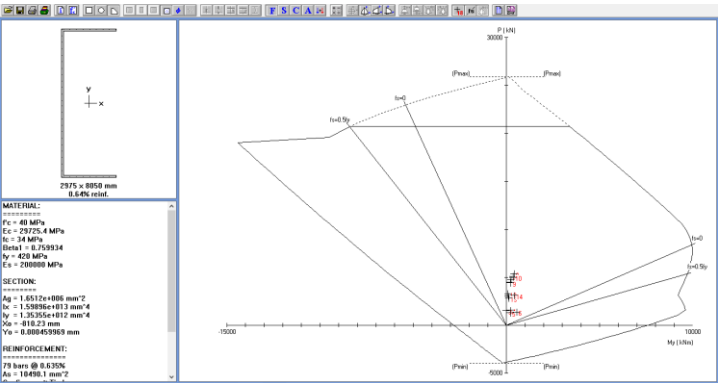 F S C A
y
x
2975 x 8050 mm
0.64% reinf.
MATERIAL:
=========
f'c = 40 MPa
Ec = 29725.4 MPa
fc = 34 MPa
Beta1 = 0.759934
fy = 420 MPa
Es = 200000 MPa
SECTION:
========
Ag = 1.6512e+006 mm^2
Ix = 1.59896e+013 mm^4
Iy = 1.35355e+012 mm^4
Xo = -810.23 mm
Yo = 0.000459969 mm
REINFORCEMENT:
==============
79 bars @ 0.635%
As = 10490.1 mm^2
P (kN)
30000
(Pmax)
(Pmax)
fs=0
fs=0.5fy
fs=0
fs=0.5fy
-15000
10000
My (kNm)
(Pmin)
(Pmin)
-5000